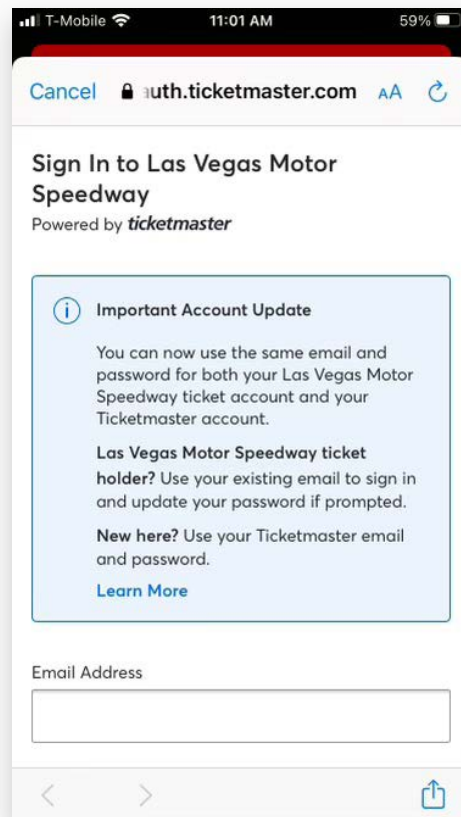 T-Mobile 11:01 AM 59%
Cancel uth.ticketmaster.com AA
Sign In to Las Vegas Motor
Speedway
Powered by ticketmaster
Important Account Update
You can now use the same email and
password for both your Las Vegas Motor
Speedway ticket account and your
Ticketmaster account.
Las Vegas Motor Speedway ticket
holder? Use your existing email to sign in
and update your password if prompted.
New here? Use your Ticketmaster email
and password.
Learn More
Email Address